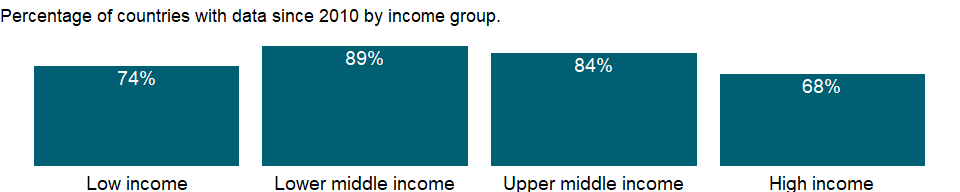 Percentage of countries with data since 2010 by income group.
74%
89%
84%
68%
Low income
Lower middle income
Upper middle income
High income